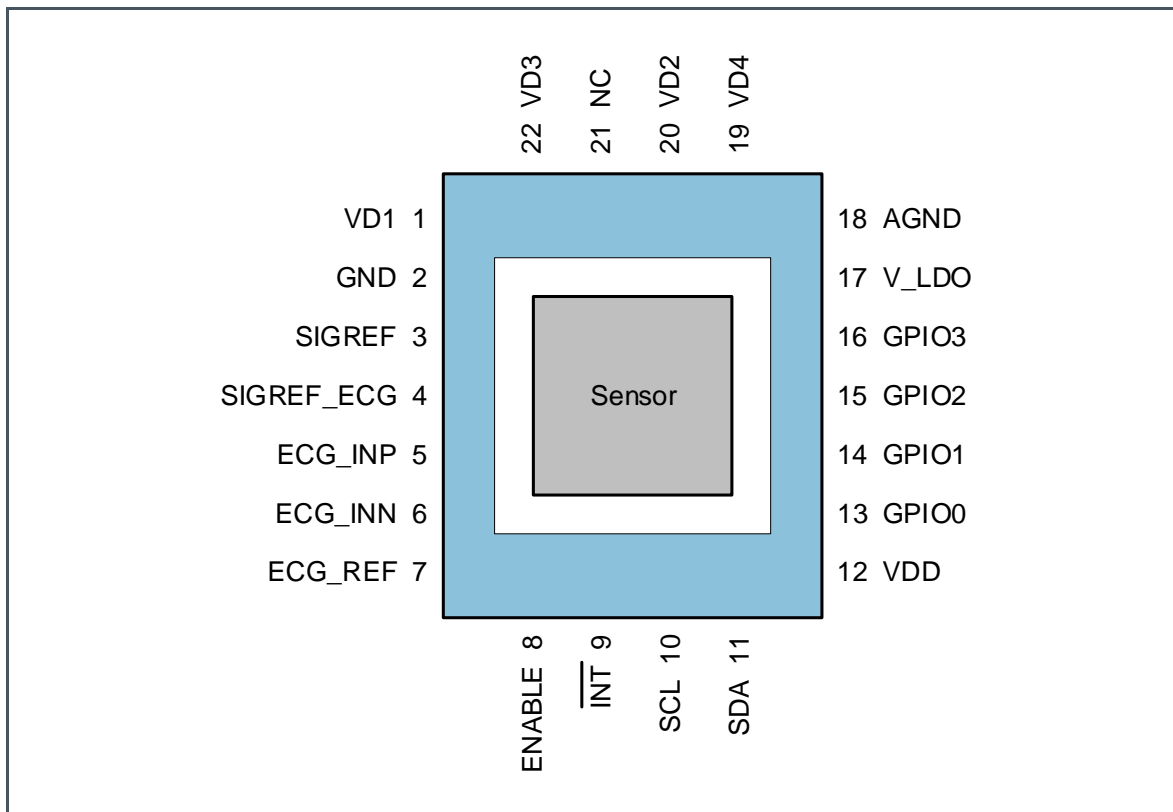 22 VD3
21 NC
20 VD2
19 VD4
VD1 1
GND 2
SIGREF 3
SIGREF_ECG 4
ECG_INP 5
ECG_INN 6
ECG_REF 7
Sensor
18 AGND
17 V_LDO
16 GPIO3
15 GPIO2
14 GPIO1
13 GPIO0
12 VDD
ENABLE 8
INT 9
SCL 10
SDA 11